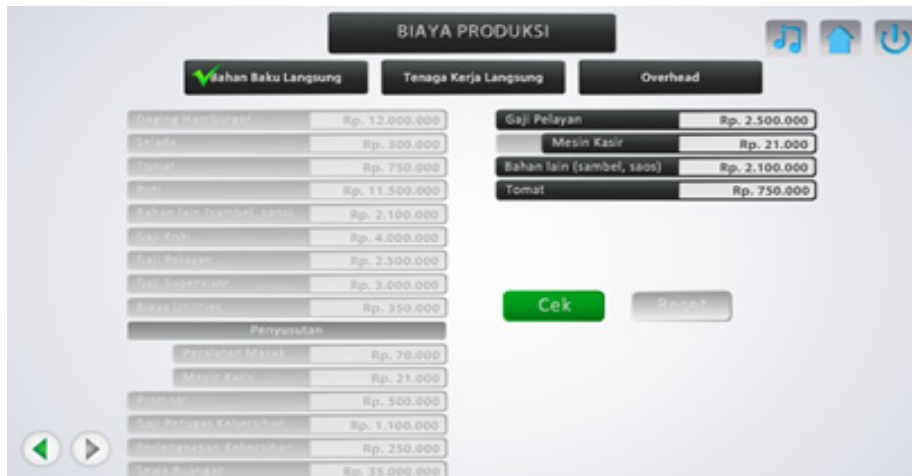 BIAYA PRODUKSI
Bahan Baku Langsung
Tenaga Kerja Langsung
Overhead
Daging Hamburger Rp. 12.000.000
Selada Rp. 300.000
Tomat Rp. 750.000
Roti Rp. 11.500.000
Bahan lain (sambel, saos) Rp. 2.100.000
Gaji Koki Rp. 4.000.000
Gaji Pelayan Rp. 2.500.000
Gaji Supervisor Rp. 3.000.000
Biaya Utilities Rp. 350.000
Penyusutan
Peralatan Masak Rp. 70.000
Mesin Kasir Rp. 21.000
Promosi Rp. 500.000
Gaji Petugas Kebersihan Rp. 1.100.000
Perlengkapan Kebersihan Rp. 250.000
Sewa Ruangan Rp. 35.000.000
Gaji Pelayan Rp. 2.500.000
Mesin Kasir Rp. 21.000
Bahan lain (sambel, saos) Rp. 2.100.000
Tomat Rp. 750.000
Cek
Reset